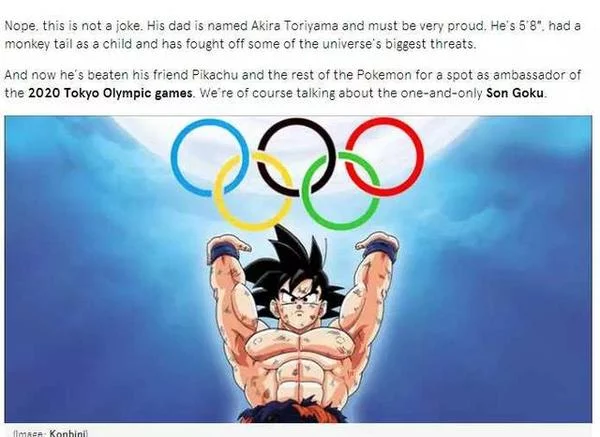 Nope, this is not a joke. His dad is named Akira Toriyama and must be very proud. He's 5'8", had a
monkey tail as a child and has fought off some of the universe's biggest threats.
And now he's beaten his friend Pikachu and the rest of the Pokemon for a spot as ambassador of
the 2020 Tokyo Olympic games. We're of course talking about the one-and-only Son Goku.
(Image: Konbini)